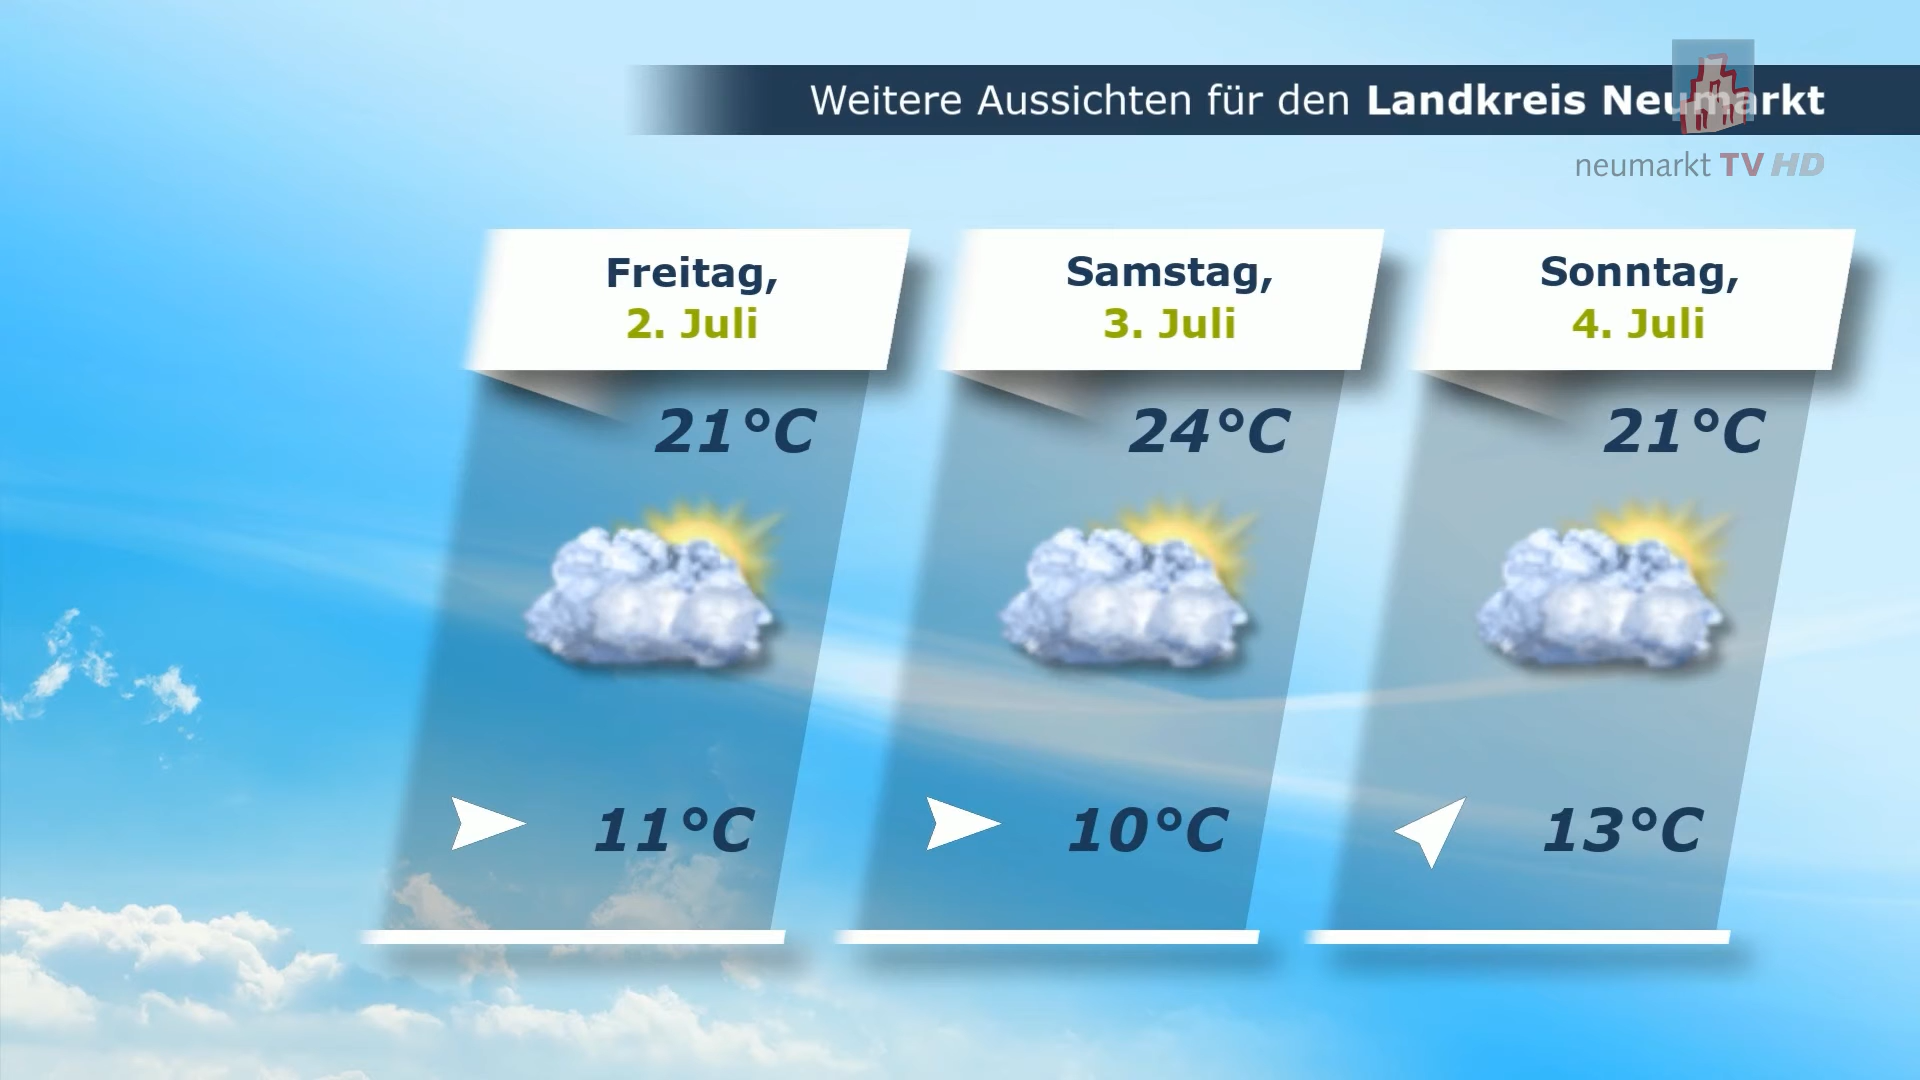 Weitere Aussichten für den Landkreis Neumarkt
neumarkt TV HD
Freitag,
2. Juli
21°C
11°C
Samstag,
3. Juli
24°C
10°C
Sonntag,
4. Juli
21°C
13°C